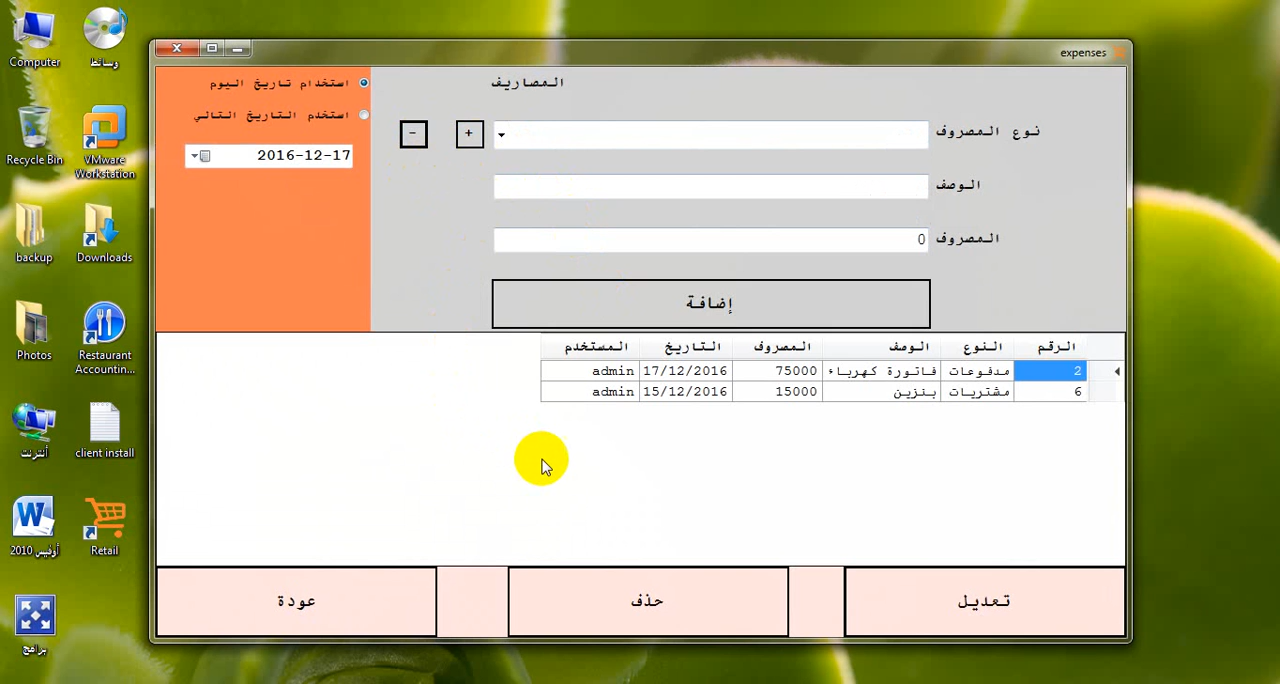 expenses
المصاريف
نوع المصروف
+
-
الوصف
المصروف
0
إضافة
استخدام تاريخ اليوم
استخدم التاريخ التالي
2016-12-17
الرقم النوع الوصف المصروف التاريخ المستخدم
2 مدفوعات فاتورة كهرباء 75000 17/12/2016 admin
6 مشتريات بنزين 15000 15/12/2016 admin
تعديل
حذف
عودة
Computer
وسائط
Recycle Bin
VMware
Workstation
backup
Downloads
Photos
Restaurant
Accountin...
أنترنت
client install
أوفيس 2010
Retail
برامج